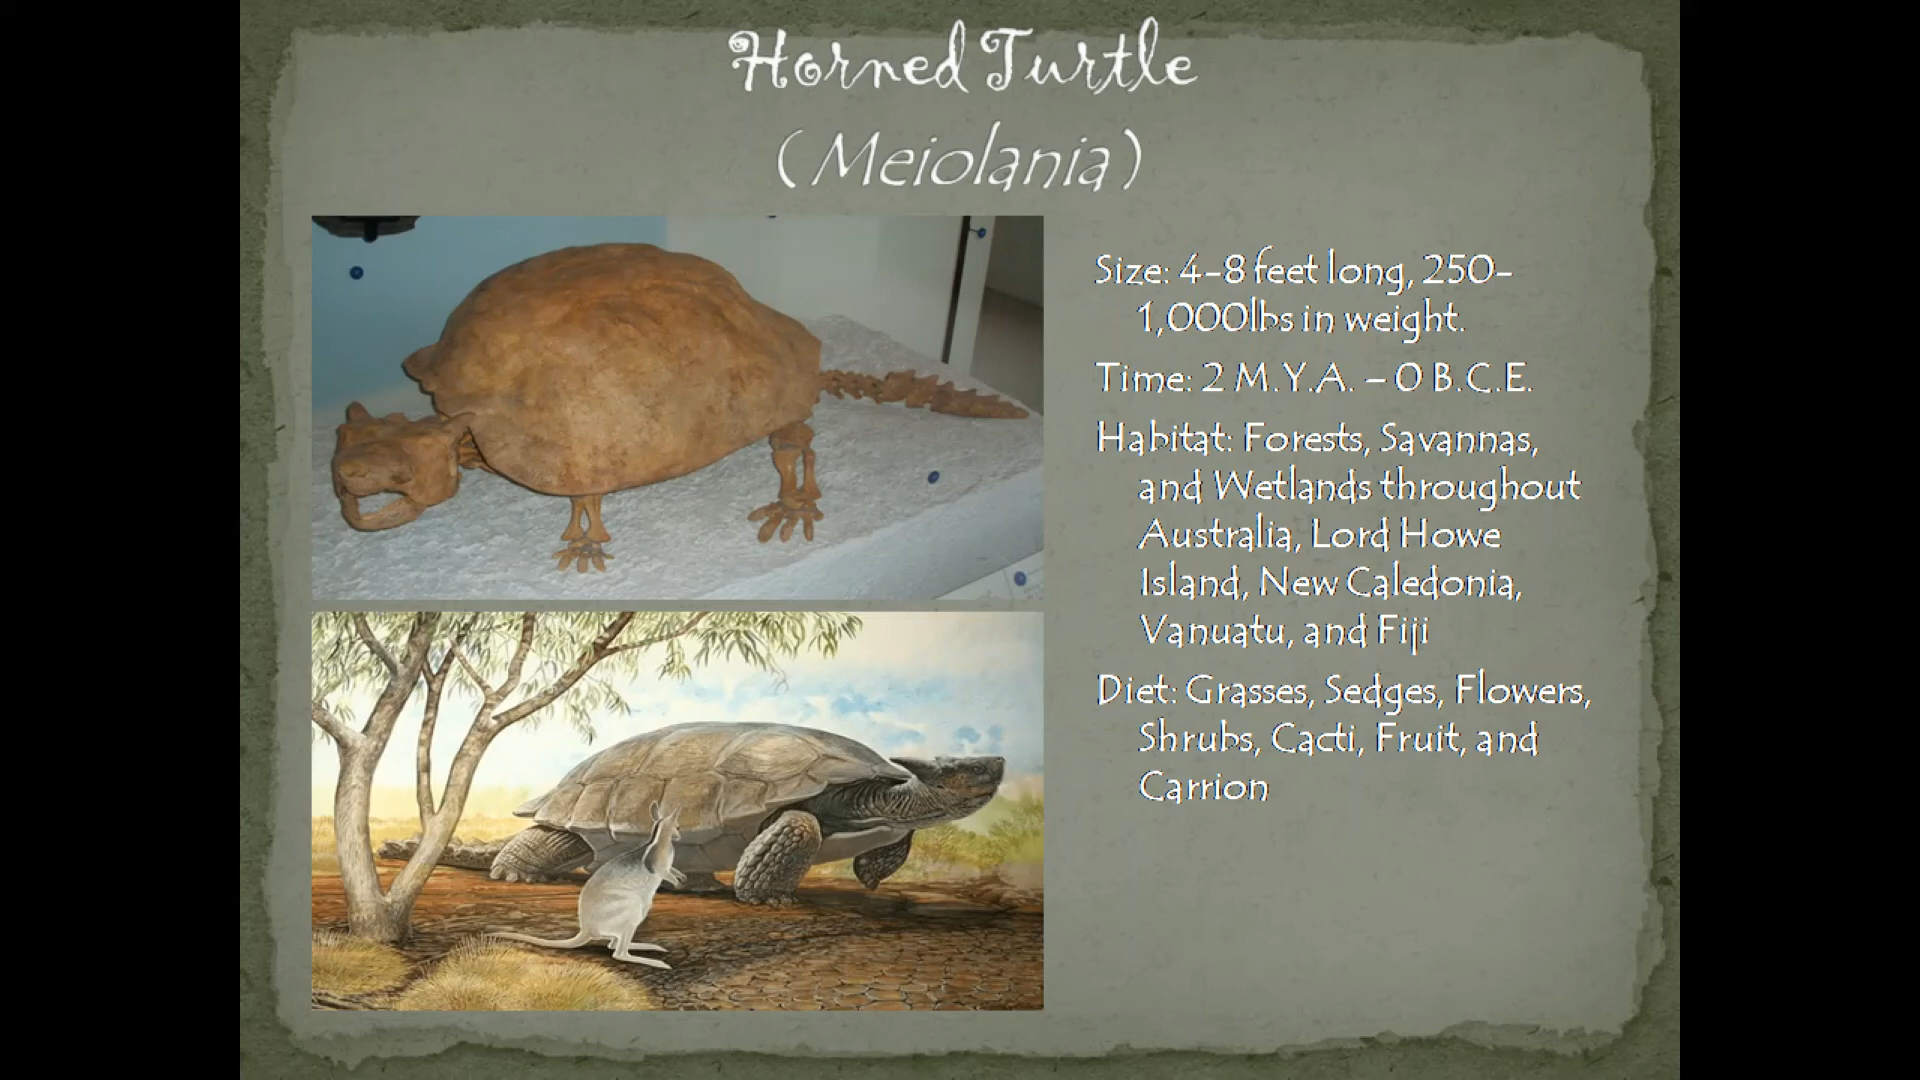 Horned Turtle
(Meiolania)
Size: 4-8 feet long, 250-
1,000lbs in weight.
Time: 2 M.Y.A. – 0 B.C.E.
Habitat: Forests, Savannas,
and Wetlands throughout
Australia, Lord Howe
Island, New Caledonia,
Vanuatu, and Fiji
Diet: Grasses, Sedges, Flowers,
Shrubs, Cacti, Fruit, and
Carrion